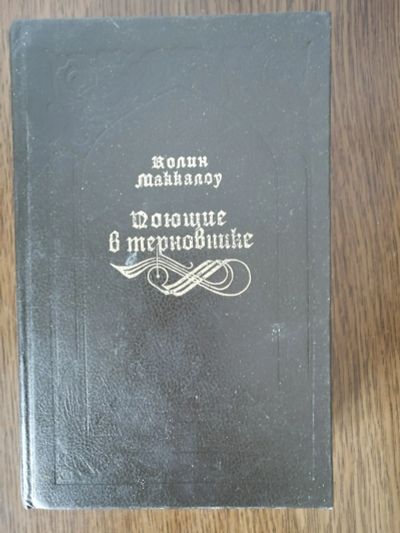 Колин
Маккалоу
Поющие
в терновнике